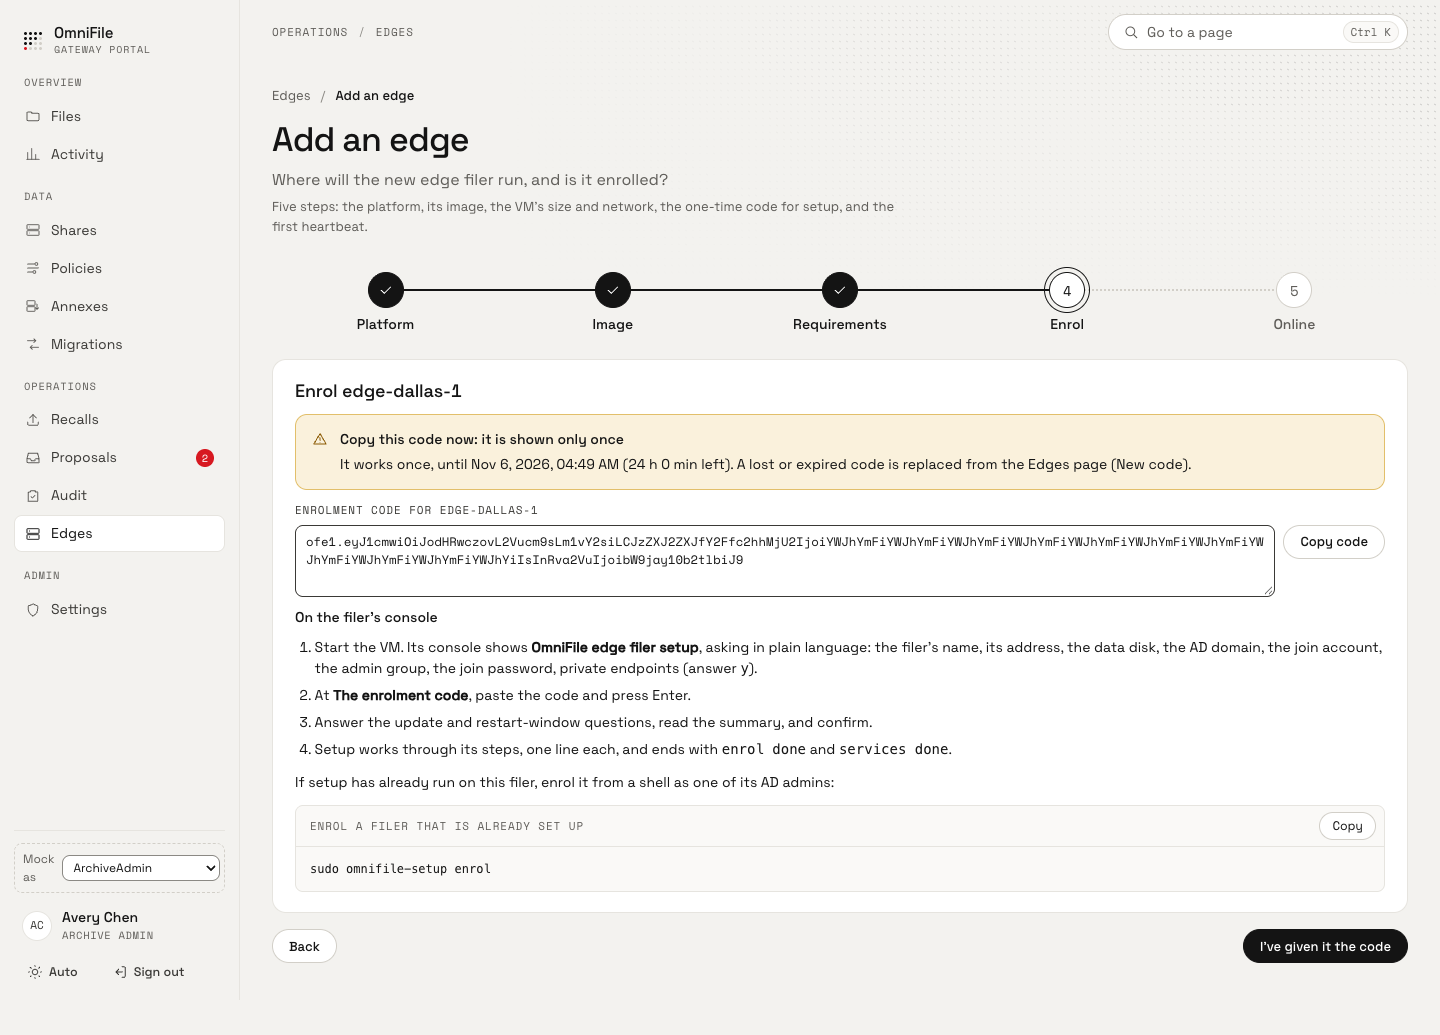 OmniFile
GATEWAY PORTAL
OVERVIEW
Files
Activity
DATA
Shares
Policies
Annexes
Migrations
OPERATIONS
Recalls
Proposals 2
Audit
Edges
ADMIN
Settings
Mock as ArchiveAdmin
AC Avery Chen
ARCHIVE ADMIN
Auto Sign out
OPERATIONS / EDGES
Go to a page Ctrl K
Edges / Add an edge
Add an edge
Where will the new edge filer run, and is it enrolled?
Five steps: the platform, its image, the VM's size and network, the one-time code for setup, and the
first heartbeat.
4 5
Platform Image Requirements Enrol Online
Enrol edge-dallas-1
Copy this code now: it is shown only once
It works once, until Nov 6, 2026, 04:49 AM (24 h 0 min left). A lost or expired code is replaced from the Edges page (New code).
ENROLMENT CODE FOR EDGE-DALLAS-1
ofe1.eyJ1cmwiOiJodHRwczovL2Vucm9sLm1vY2siLCJzZXJ2ZXJfY2Ffc2hhMjU2IjoiYWJhYmFiYWJhYmFiYWJhYmFiYWJhYmFiYWJhYmFiYWJhYmFiYWJhYmFiYW
JhYmFiYWJhYmFiYWJhYmFiYWJhYiIsInRva2VuIjoibW9jay10b2tlbiJ9
Copy code
On the filer's console
1. Start the VM. Its console shows OmniFile edge filer setup, asking in plain language: the filer's name, its address, the data disk, the AD domain, the join account,
the admin group, the join password, private endpoints (answer y).
2. At The enrolment code, paste the code and press Enter.
3. Answer the update and restart-window questions, read the summary, and confirm.
4. Setup works through its steps, one line each, and ends with enrol done and services done.
If setup has already run on this filer, enrol it from a shell as one of its AD admins:
ENROL A FILER THAT IS ALREADY SET UP Copy
sudo omnifile-setup enrol
Back I've given it the code